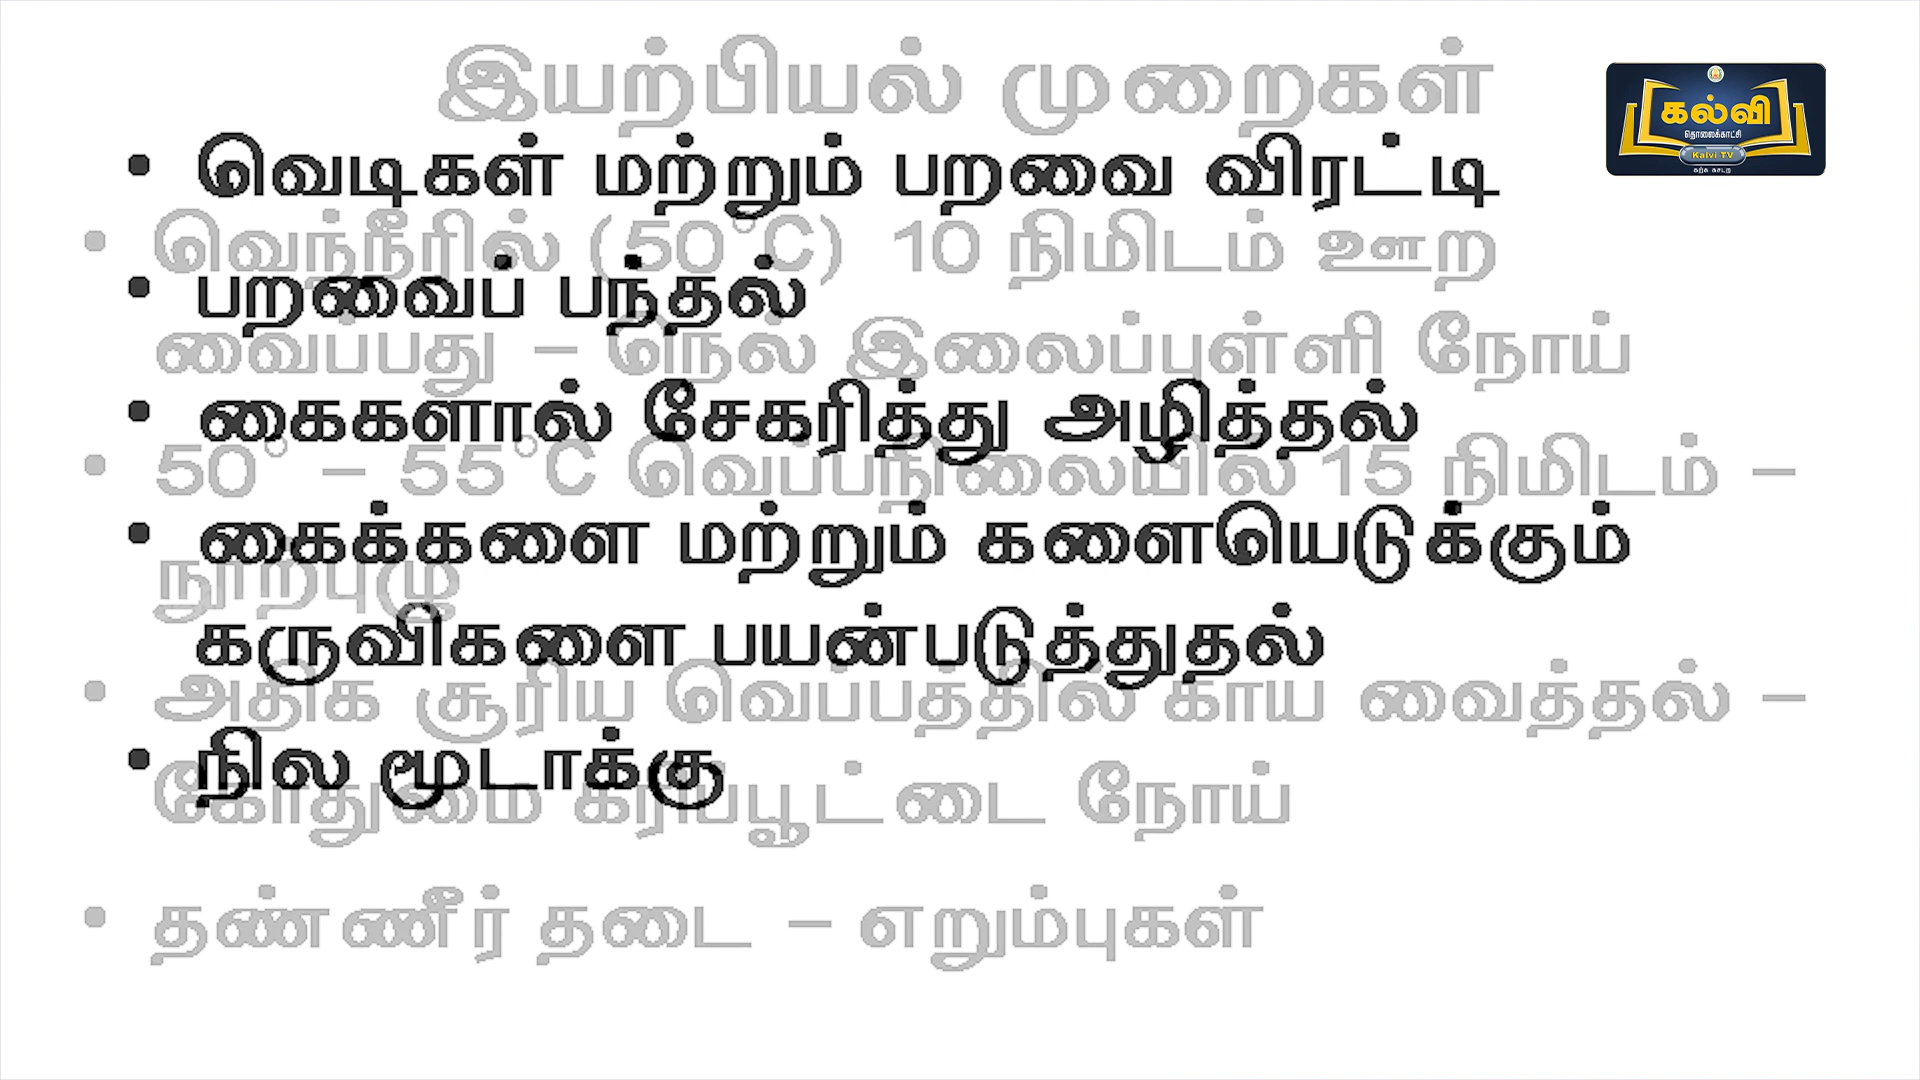 இயற்பியல் முறைகள்
கல்வி
தொலைக்காட்சி
Kalvi TV
கற்க கசடற
• வெடிகள் மற்றும் பறவை விரட்டி
• வெந்நீரில் (50°C) 10 நிமிடம் ஊற
• பறவைப் பந்தல்
வைப்பது – நெல் இலைப்புள்ளி நோய்
• கைகளால் சேகரித்து அழித்தல்
• 50° – 55°C வெப்பநிலையில் 15 நிமிடம் –
• கைக்களை மற்றும் களையெடுக்கும்
நூற்புழு
கருவிகளை பயன்படுத்துதல்
• அதிக சூரிய வெப்பத்தில் காய வைத்தல் –
• நில மூடாக்கு
கோதுமை கரிப்பூட்டை நோய்
• தண்ணீர் தடை – எறும்புகள்